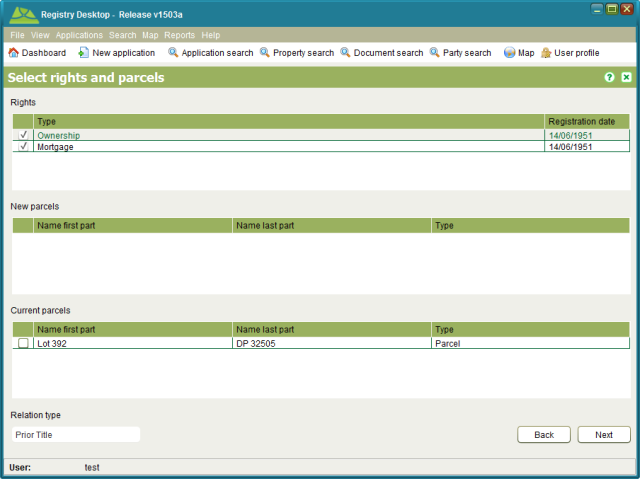 Registry Desktop - Release v1503a
File View Applications Search Map Reports Help
Dashboard New application Application search Property search Document search Party search Map User profile
Select rights and parcels
Rights
Type Registration date
Ownership 14/06/1951
Mortgage 14/06/1951
New parcels
Name first part Name last part Type
Current parcels
Name first part Name last part Type
Lot 392 DP 32505 Parcel
Relation type
Prior Title Back Next
User: test